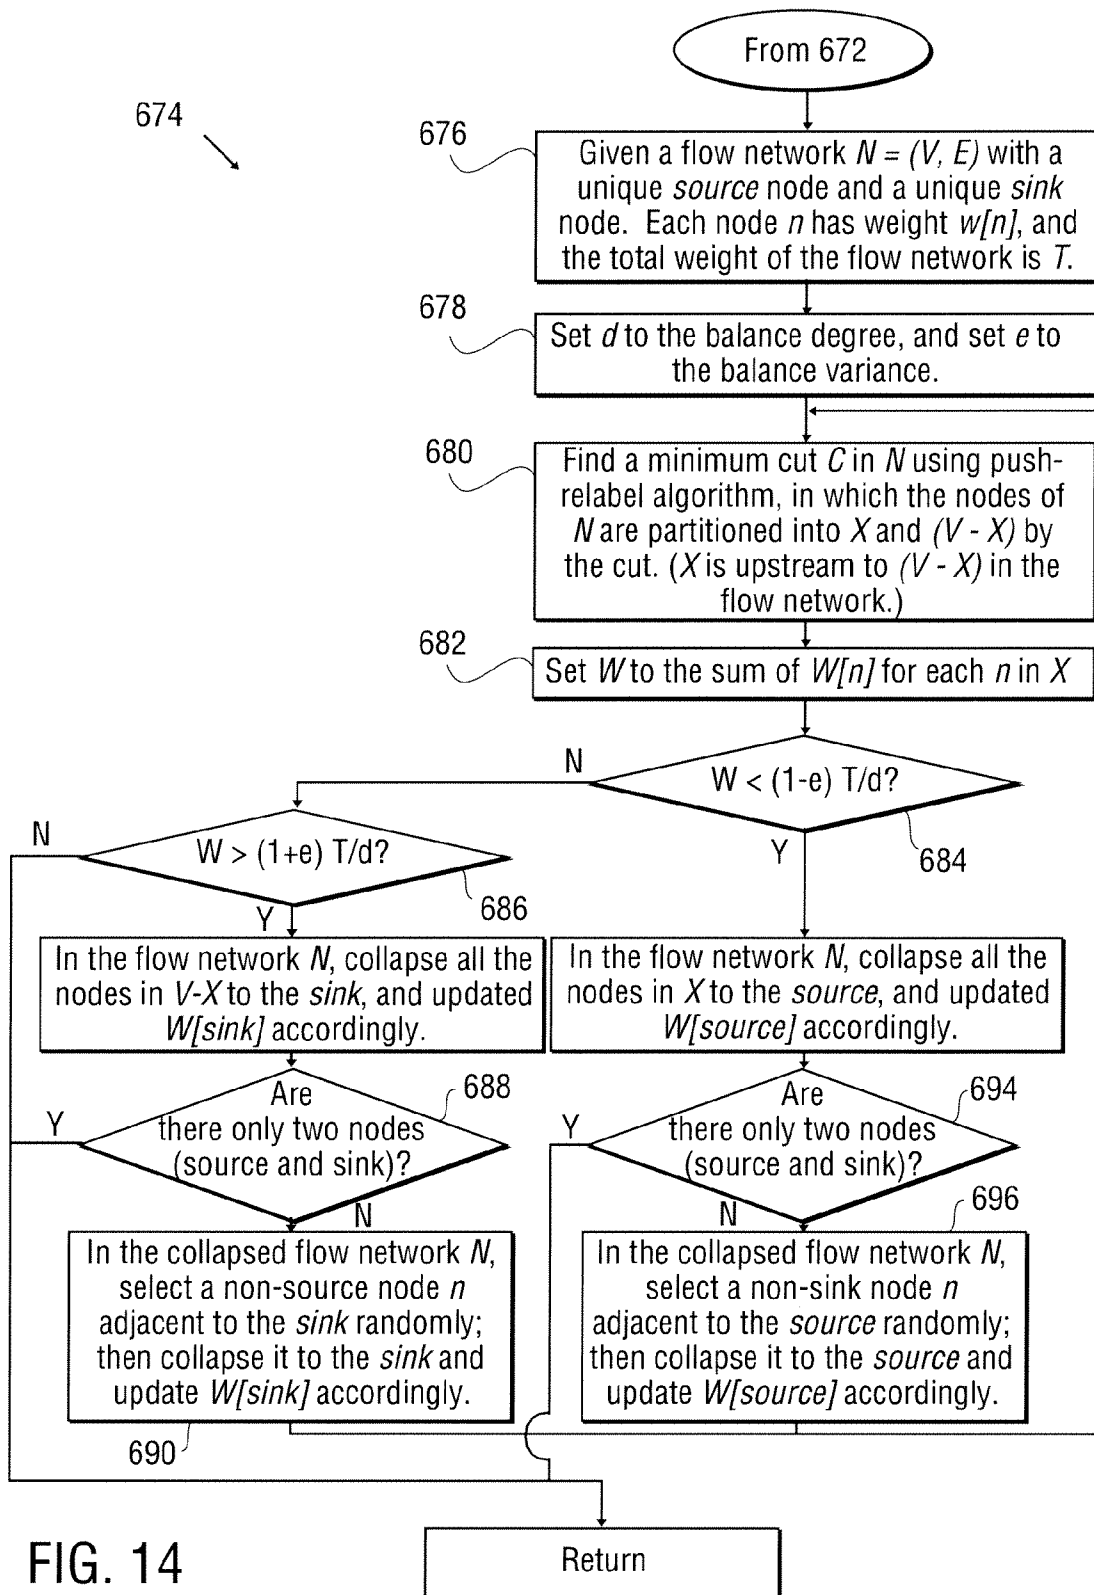 From 672
674
676
Given a flow network N = (V, E) with a
unique source node and a unique sink
node. Each node n has weight w[n], and
the total weight of the flow network is T.
678
Set d to the balance degree, and set e to
the balance variance.
680
Find a minimum cut C in N using push-
relabel algorithm, in which the nodes of
N are partitioned into X and (V - X) by
the cut. (X is upstream to (V - X) in the
flow network.)
682
Set W to the sum of W[n] for each n in X
N
W < (1-e) T/d?
684
Y
N
W > (1+e) T/d?
686
Y
In the flow network N, collapse all the
nodes in V-X to the sink, and updated
W[sink] accordingly.
In the flow network N, collapse all the
nodes in X to the source, and updated
W[source] accordingly.
688
Y
Are
there only two nodes
(source and sink)?
N
694
Y
Are
there only two nodes
(source and sink)?
N
696
In the collapsed flow network N,
select a non-source node n
adjacent to the sink randomly;
then collapse it to the sink and
update W[sink] accordingly.
690
In the collapsed flow network N,
select a non-sink node n
adjacent to the source randomly;
then collapse it to the source and
update W[source] accordingly.
FIG. 14
Return